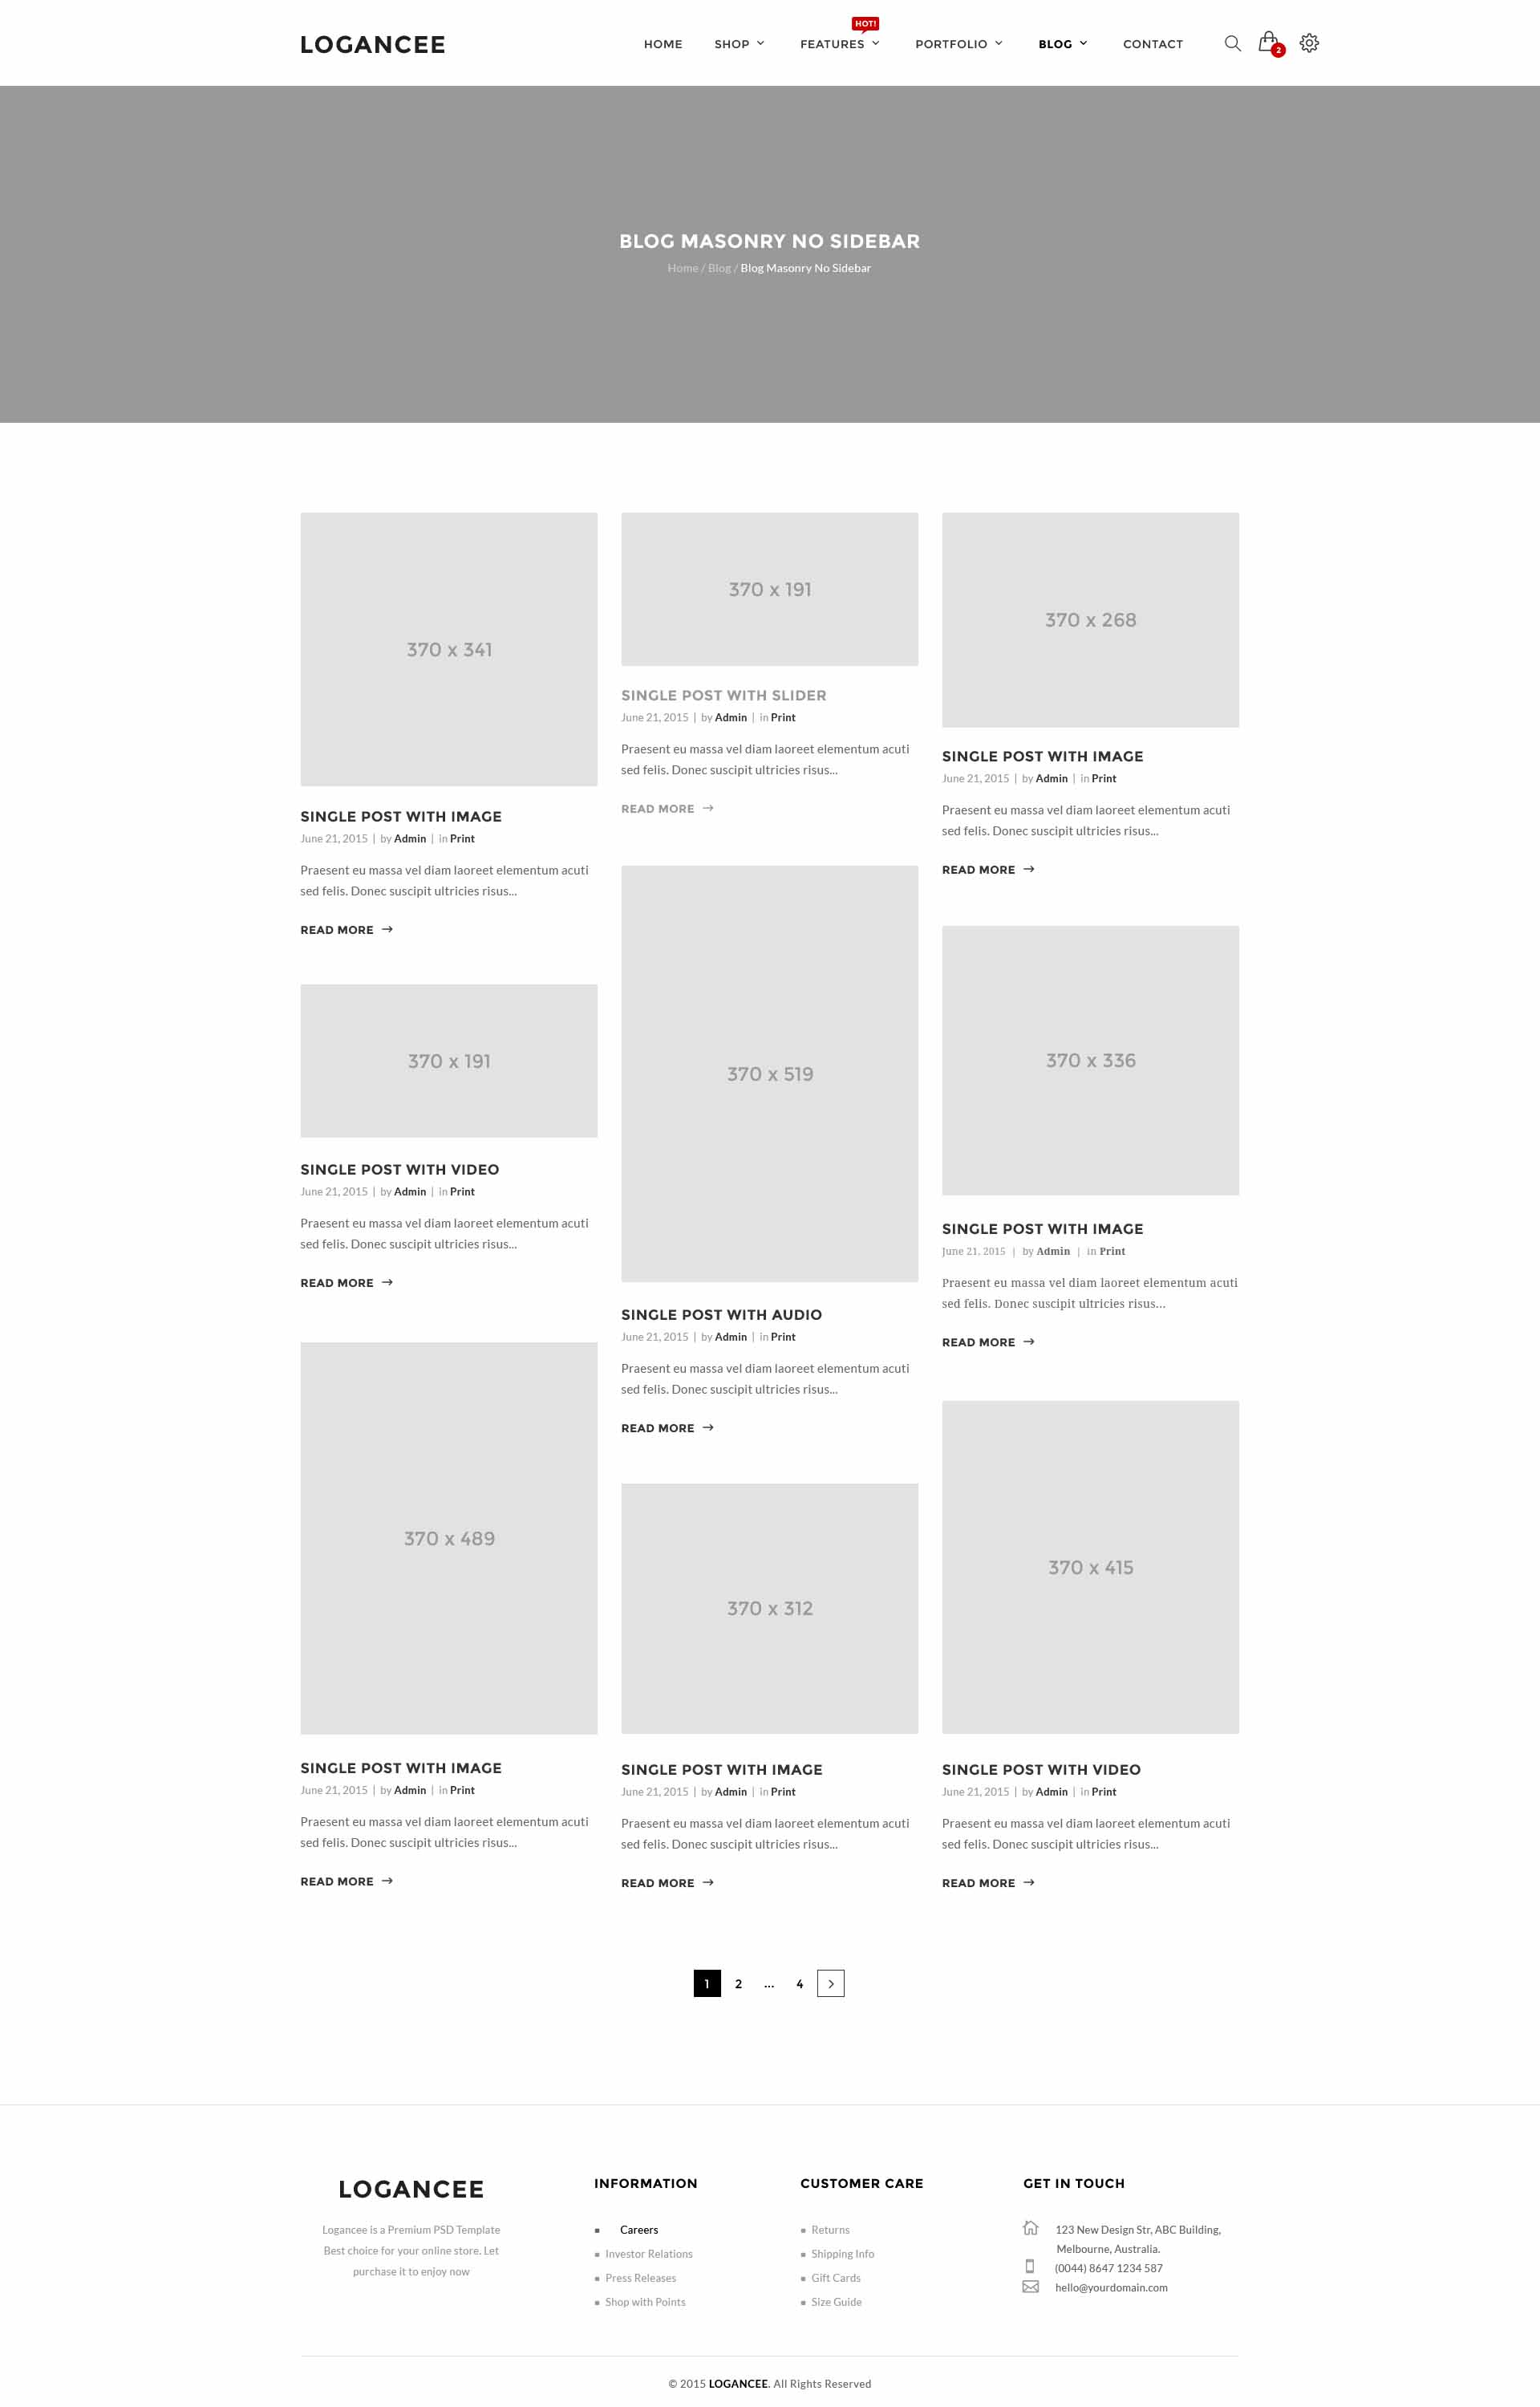 LOGANCEE
HOME SHOP FEATURES HOT! PORTFOLIO BLOG CONTACT 2
BLOG MASONRY NO SIDEBAR
Home / Blog / Blog Masonry No Sidebar
370 x 341
SINGLE POST WITH IMAGE
June 21, 2015 | by Admin | in Print
Praesent eu massa vel diam laoreet elementum acuti
sed felis. Donec suscipit ultricies risus...
READ MORE
370 x 191
SINGLE POST WITH VIDEO
June 21, 2015 | by Admin | in Print
Praesent eu massa vel diam laoreet elementum acuti
sed felis. Donec suscipit ultricies risus...
READ MORE
370 x 489
SINGLE POST WITH IMAGE
June 21, 2015 | by Admin | in Print
Praesent eu massa vel diam laoreet elementum acuti
sed felis. Donec suscipit ultricies risus...
READ MORE
370 x 191
SINGLE POST WITH SLIDER
June 21, 2015 | by Admin | in Print
Praesent eu massa vel diam laoreet elementum acuti
sed felis. Donec suscipit ultricies risus...
READ MORE
370 x 519
SINGLE POST WITH AUDIO
June 21, 2015 | by Admin | in Print
Praesent eu massa vel diam laoreet elementum acuti
sed felis. Donec suscipit ultricies risus...
READ MORE
370 x 312
SINGLE POST WITH IMAGE
June 21, 2015 | by Admin | in Print
Praesent eu massa vel diam laoreet elementum acuti
sed felis. Donec suscipit ultricies risus...
READ MORE
370 x 268
SINGLE POST WITH IMAGE
June 21, 2015 | by Admin | in Print
Praesent eu massa vel diam laoreet elementum acuti
sed felis. Donec suscipit ultricies risus...
READ MORE
370 x 336
SINGLE POST WITH IMAGE
June 21, 2015 | by Admin | in Print
Praesent eu massa vel diam laoreet elementum acuti
sed felis. Donec suscipit ultricies risus...
READ MORE
370 x 415
SINGLE POST WITH VIDEO
June 21, 2015 | by Admin | in Print
Praesent eu massa vel diam laoreet elementum acuti
sed felis. Donec suscipit ultricies risus...
READ MORE
1 2 ... 4
LOGANCEE
Logancee is a Premium PSD Template
Best choice for your online store. Let
purchase it to enjoy now
INFORMATION
Careers
Investor Relations
Press Releases
Shop with Points
CUSTOMER CARE
Returns
Shipping Info
Gift Cards
Size Guide
GET IN TOUCH
123 New Design Str, ABC Building,
Melbourne, Australia.
(0044) 8647 1234 587
hello@yourdomain.com
© 2015 LOGANCEE. All Rights Reserved